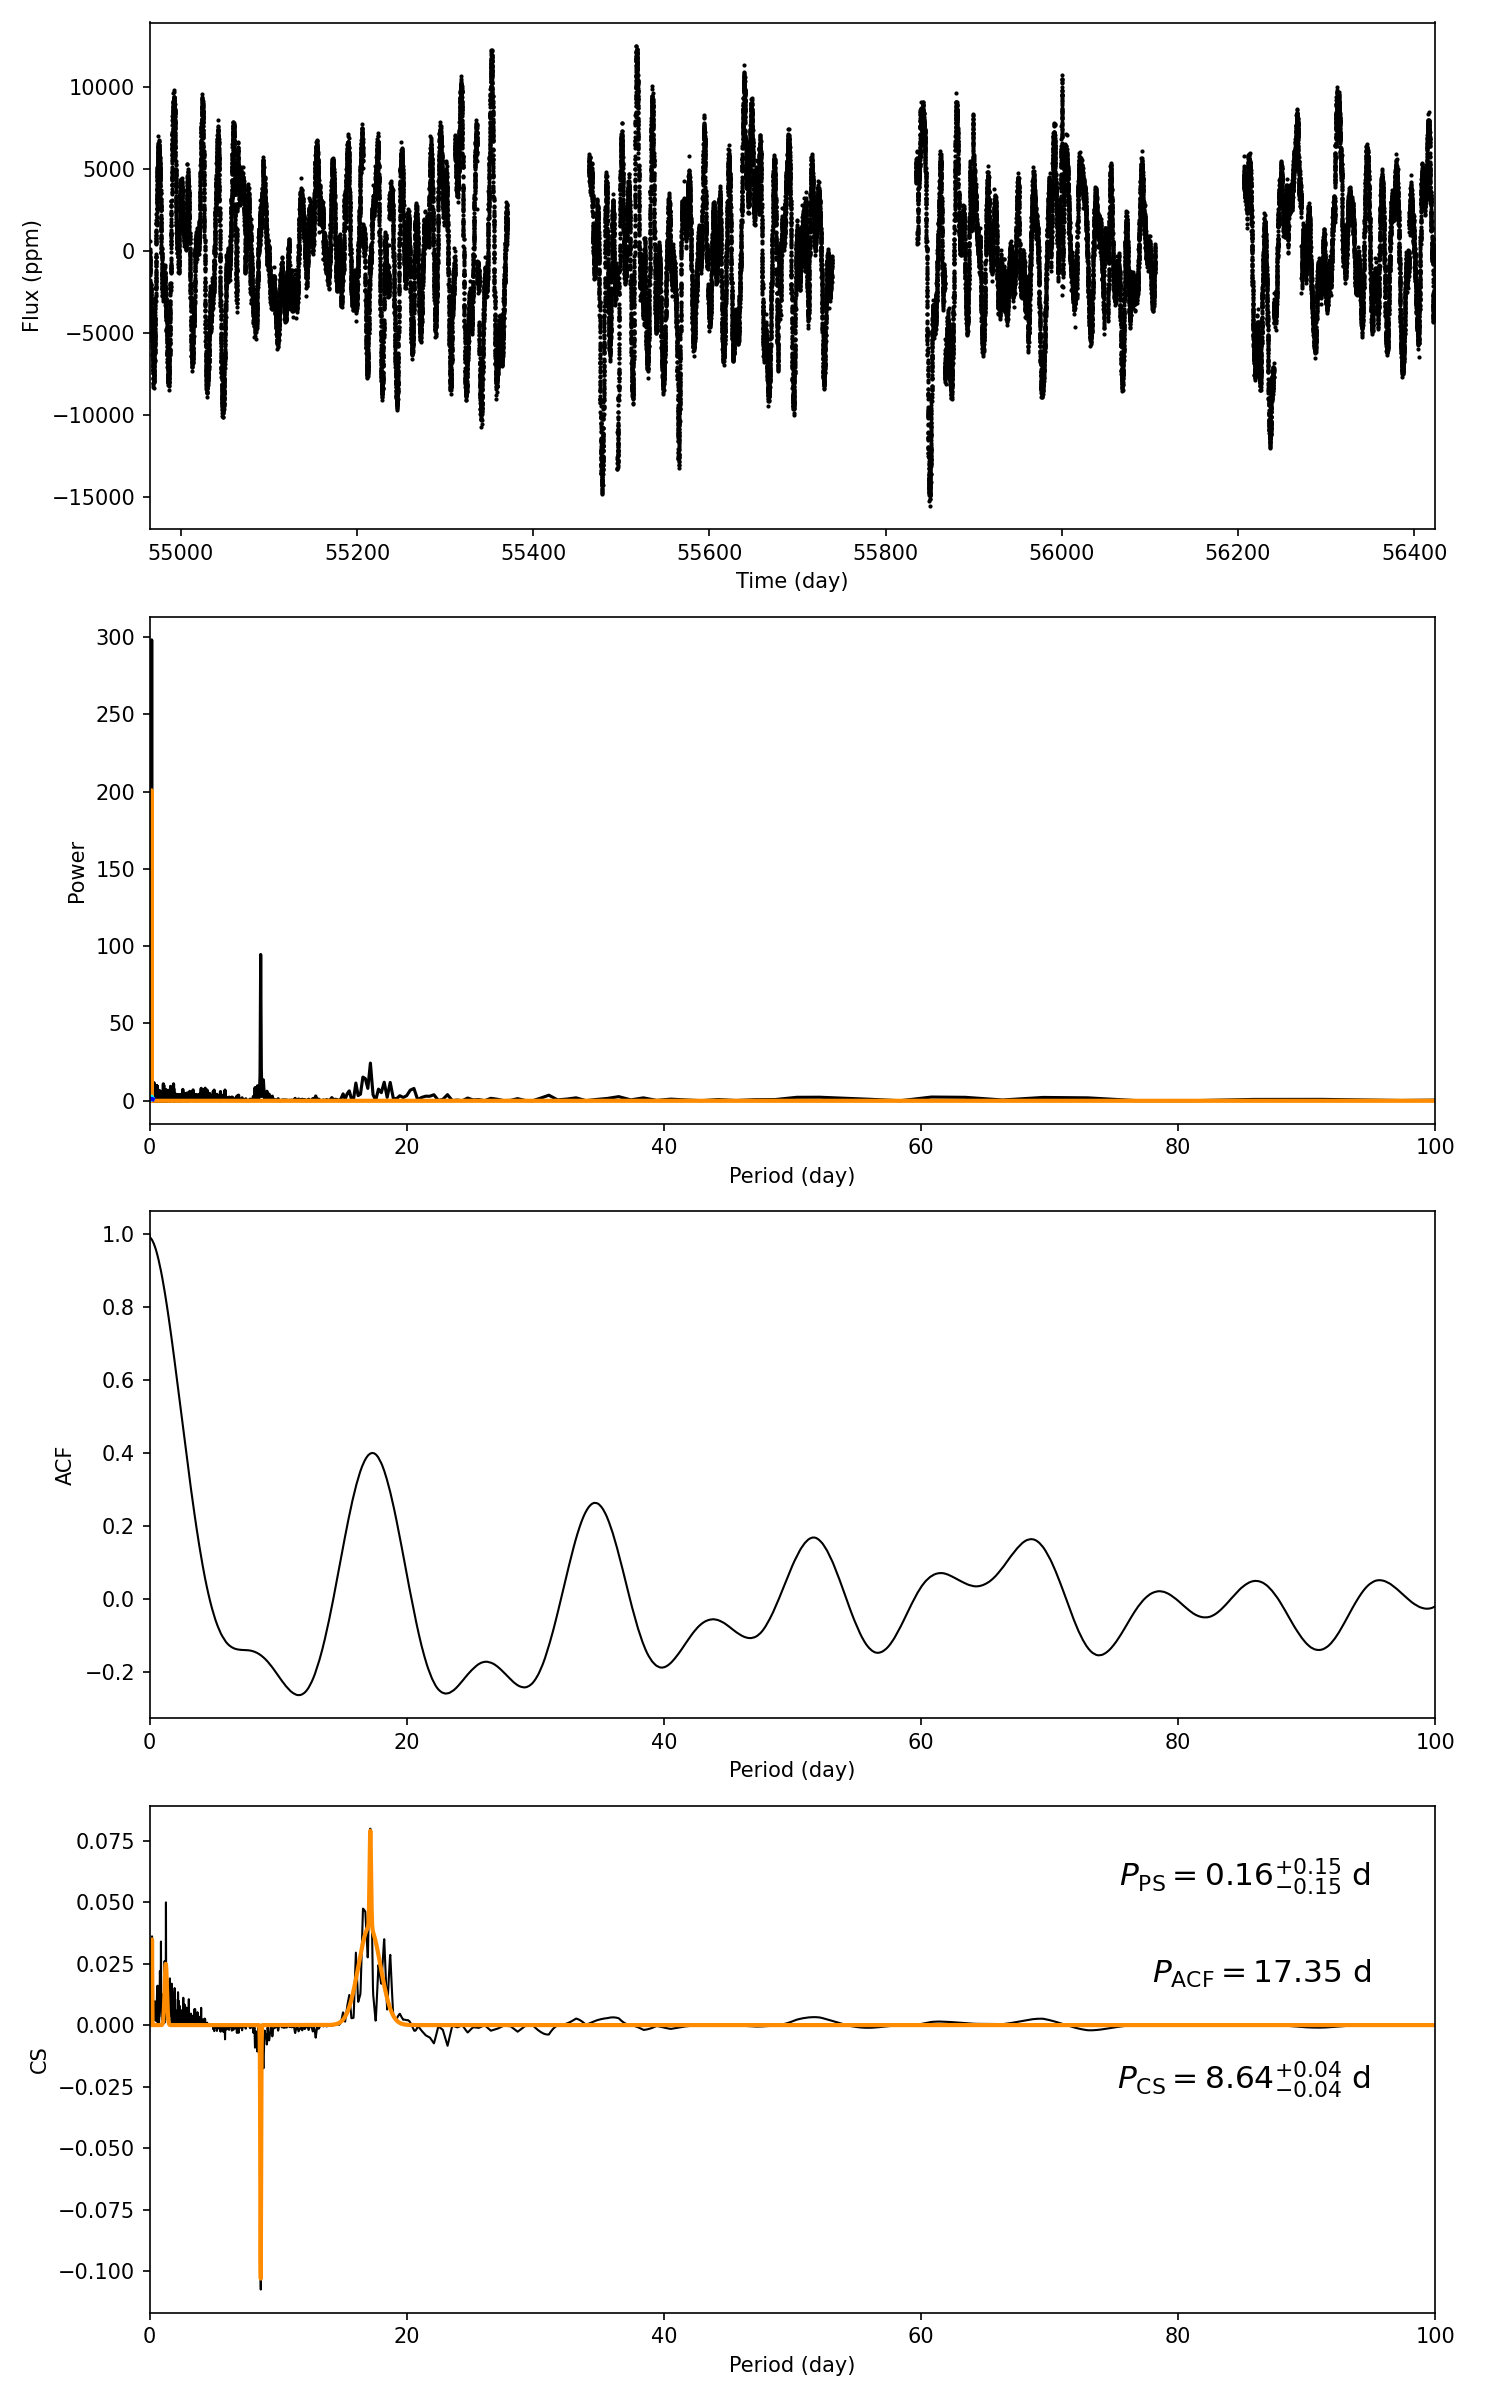 10000
5000
0
−5000
−10000
−15000
Flux (ppm)
55000 55200 55400 55600 55800 56000 56200 56400
Time (day)
300
250
200
150
100
50
0
Power
0 20 40 60 80 100
Period (day)
1.0
0.8
0.6
0.4
0.2
0.0
−0.2
ACF
0 20 40 60 80 100
Period (day)
0.075
0.050
0.025
0.000
−0.025
−0.050
−0.075
−0.100
CS
P_PS = 0.16 +0.15 −0.15 d
P_ACF = 17.35 d
P_CS = 8.64 +0.04 −0.04 d
0 20 40 60 80 100
Period (day)